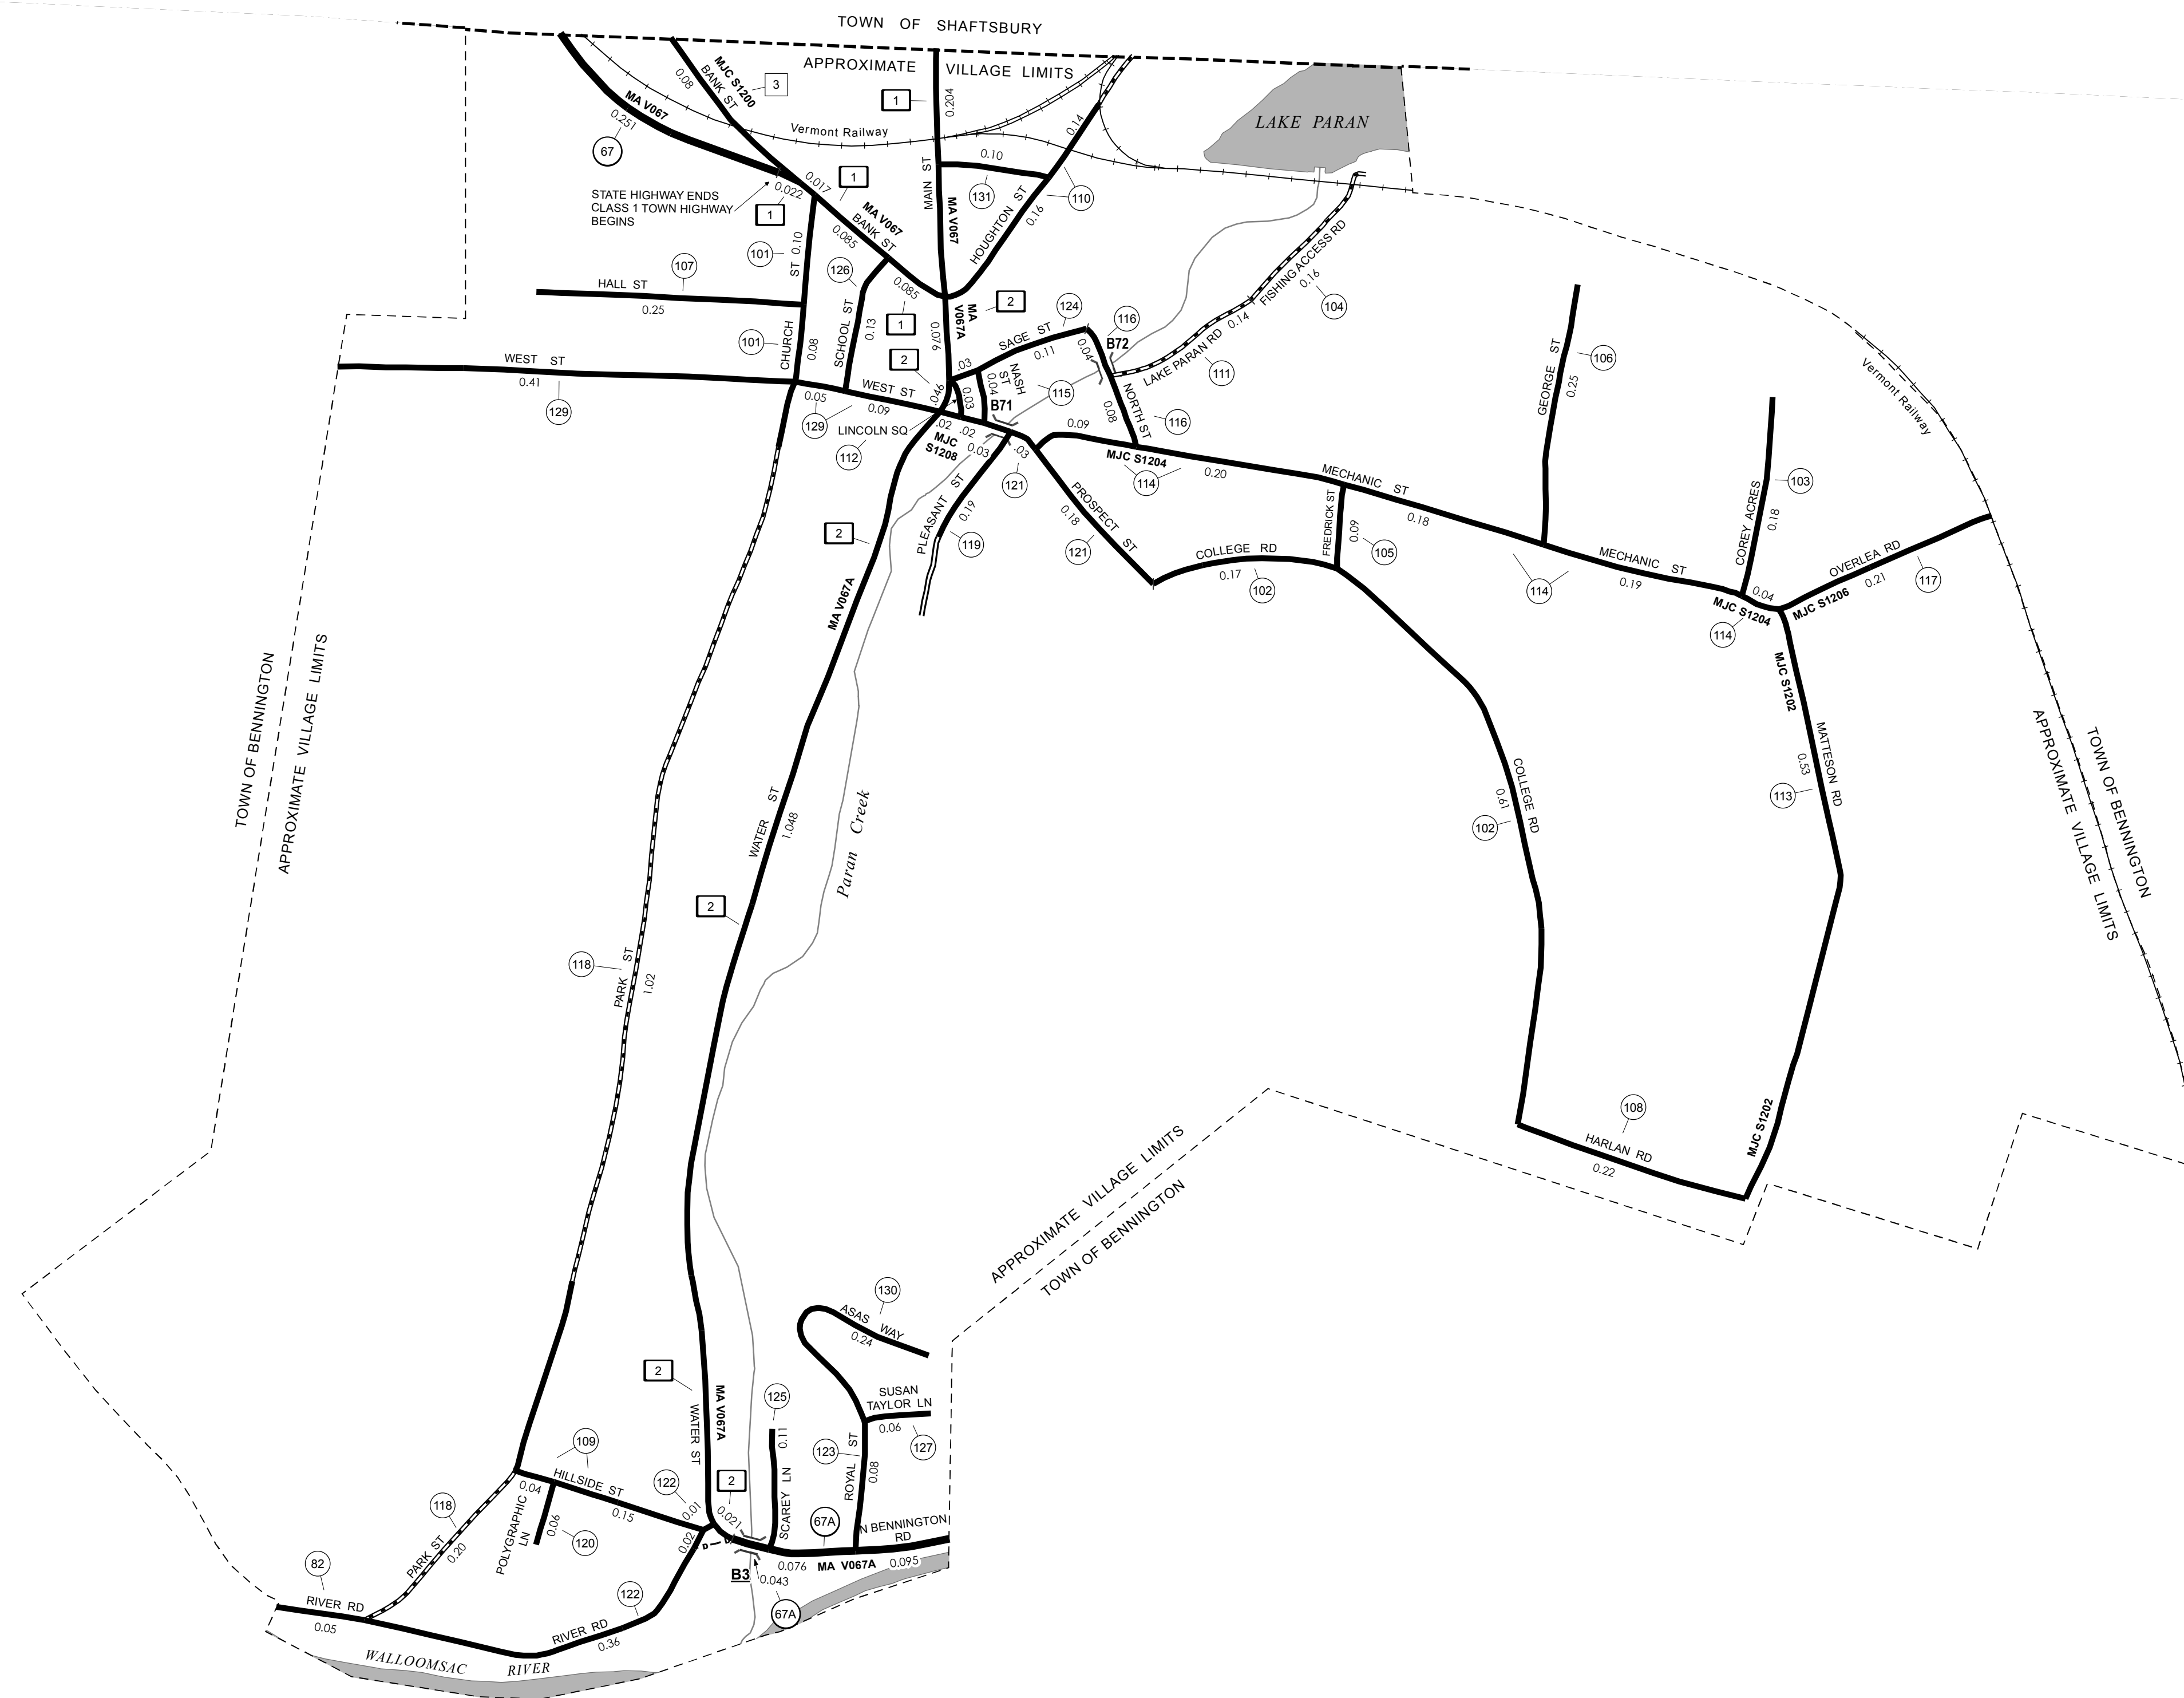 TOWN OF SHAFTSBURY
APPROXIMATE VILLAGE LIMITS
MJC S1200
BANK ST
0.08
3
1
0.204
MA V067
0.251
67
Vermont Railway
0.14
LAKE PARAN
STATE HIGHWAY ENDS
CLASS 1 TOWN HIGHWAY
BEGINS
0.022
1
0.017
1
MA V067
BANK ST
0.085
MAIN ST
MA V067
0.10
131
110
HOUGHTON ST
0.16
101
ST 0.10
107
HALL ST
0.25
126
SCHOOL ST
0.13
0.085
1
MA
V067A
2
0.076
2
124
SAGE ST
0.11
116
0.04
B72
FISHING ACCESS RD
0.16
104
LAKE PARAN RD
0.14
111
101
CHURCH
0.08
WEST ST
0.41
129
0.05
129
WEST ST
0.09
.046
.03
0.03
NASH
ST
0.04
B71
115
LINCOLN SQ
112
.02
.02
MJC
S1208
0.03
.03
121
0.09
NORTH ST
0.08
116
MJC S1204
114
0.20
MECHANIC ST
0.18
GEORGE ST
0.25
106
Vermont Railway
COREY ACRES
0.18
103
OVERLEA RD
0.21
117
MJC S1206
PLEASANT ST
0.19
119
PROSPECT ST
0.18
121
COLLEGE RD
0.17
102
FREDRICK ST
0.09
105
114
MECHANIC ST
0.19
0.04
MJC S1204
114
2
MA V067A
MJC S1202
MATTESON RD
0.53
113
TOWN OF BENNINGTON
APPROXIMATE VILLAGE LIMITS
WATER ST
1.048
Paran Creek
COLLEGE RD
0.61
102
TOWN OF BENNINGTON
APPROXIMATE VILLAGE LIMITS
2
118
PARK ST
1.02
108
HARLAN RD
0.22
MJC S1202
APPROXIMATE VILLAGE LIMITS
TOWN OF BENNINGTON
130
ASAS WAY
0.24
2
MA V067A
WATER ST
125
SCAREY LN
0.11
SUSAN
TAYLOR LN
0.06
127
123
ROYAL ST
0.08
109
HILLSIDE ST
0.04
0.15
122
0.01
2
0.021
0.02
67A
N BENNINGTON
RD
118
PARK ST
0.20
POLYGRAPHIC
LN
0.06
120
B3
0.043
0.076
MA V067A
0.095
67A
82
RIVER RD
0.05
122
RIVER RD
0.36
WALLOOMSAC RIVER